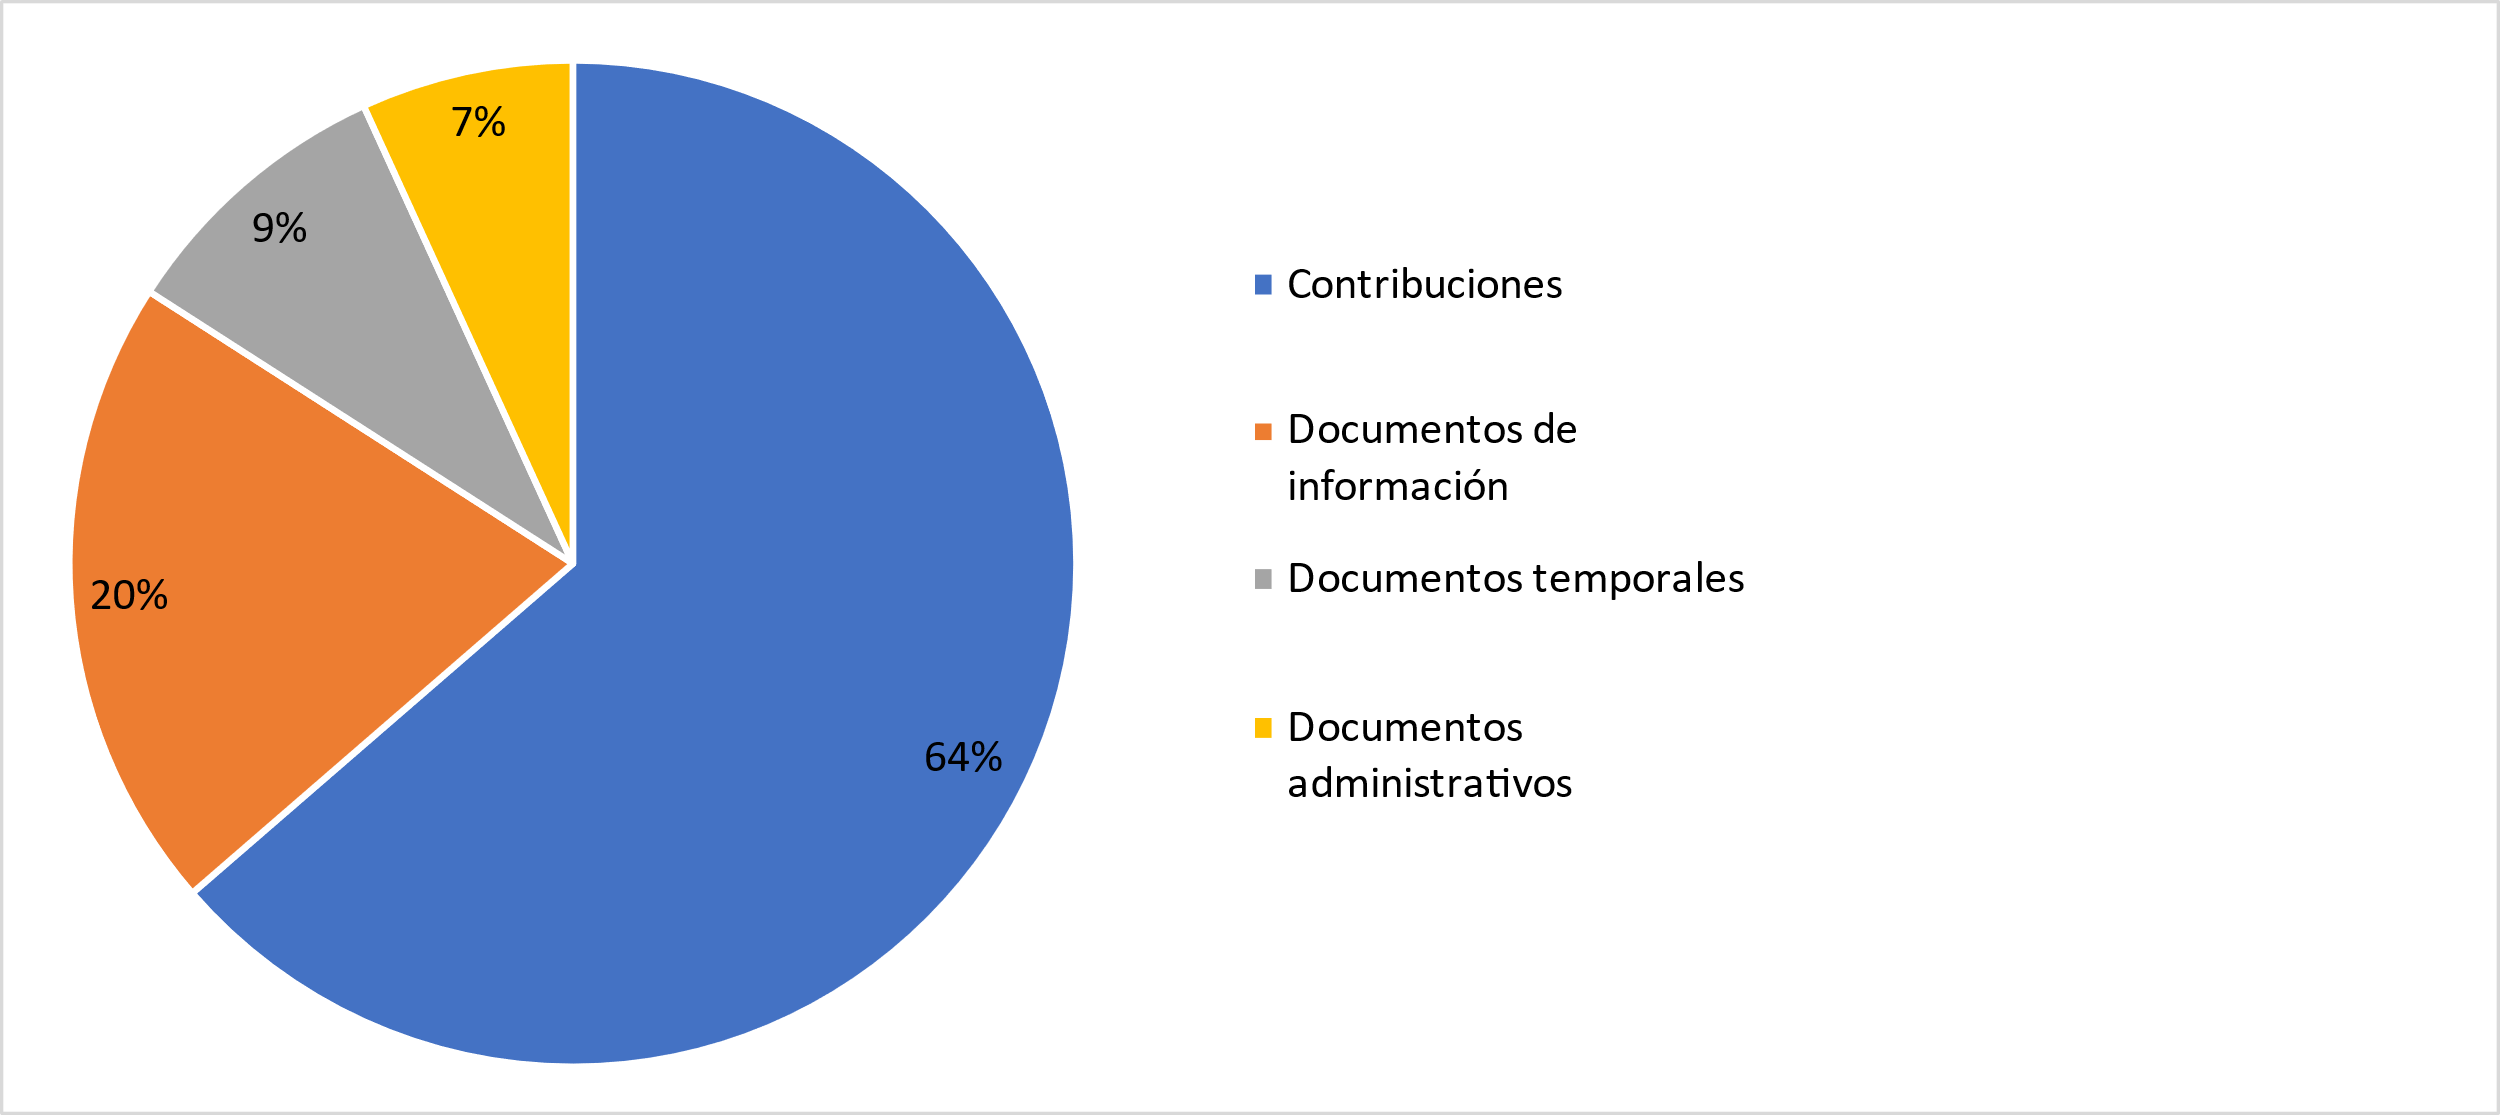 7%
9%
20%
64%
Contribuciones
Documentos de
información
Documentos temporales
Documentos
administrativos